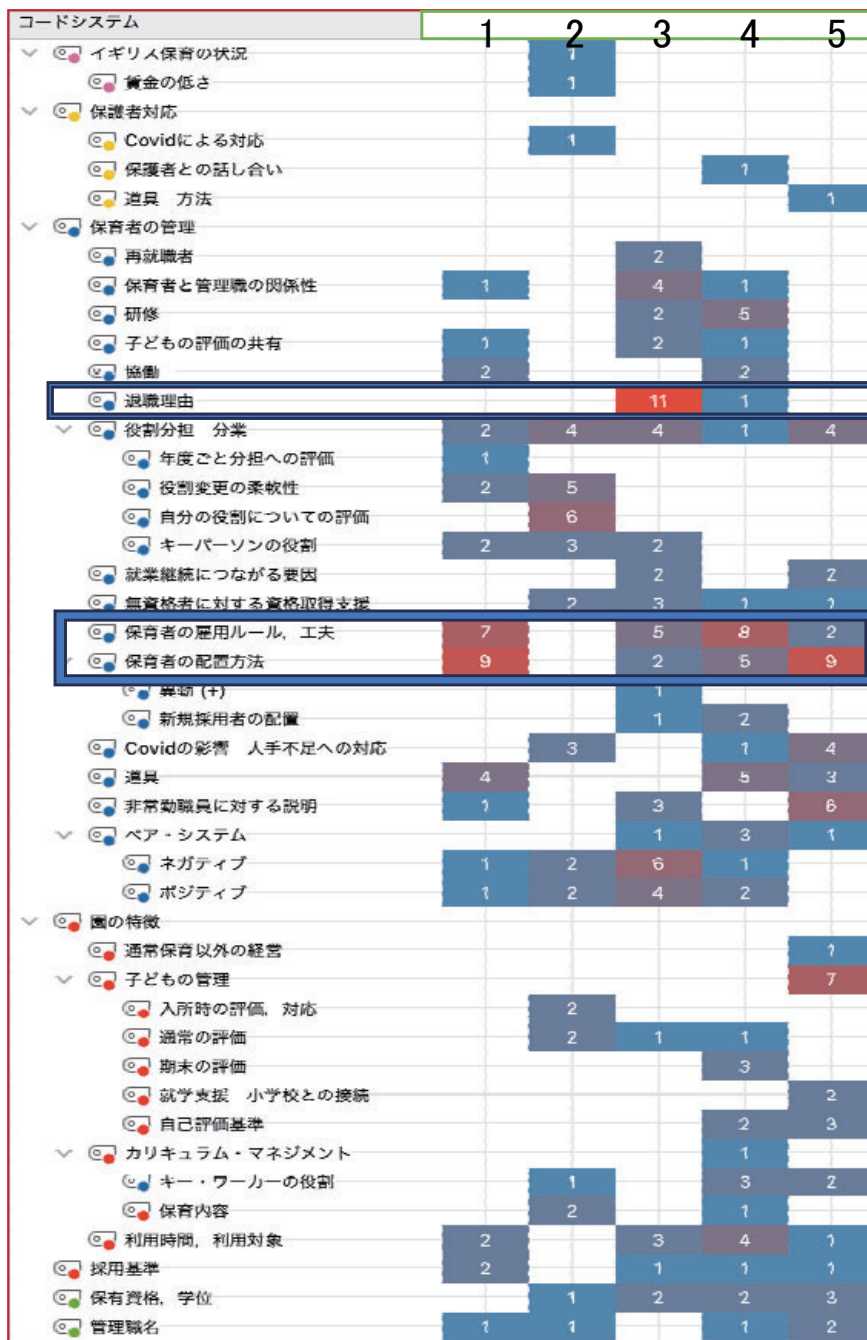 コードシステム 1 2 3 4 5
イギリス保育の状況 1
賃金の低さ 1
保護者対応
Covidによる対応 1
保護者との話し合い 1
道具 方法 1
保育者の管理
再就職者 2
保育者と管理職の関係性 1 4 1
研修 2 5
子どもの評価の共有 1 2 1
協働 2 2
退職理由 11 1
役割分担 分業 2 4 4 1 4
年度ごと分担への評価 1
役割変更の柔軟性 2 5
自分の役割についての評価 6
キーパーソンの役割 2 3 2
就業継続につながる要因 2 2
無資格者に対する資格取得支援 2 3 1 1
保育者の雇用ルール，工夫 7 5 8 2
保育者の配置方法 9 2 5 9
異動 (+) 1
新規採用者の配置 1 2
Covidの影響 人手不足への対応 3 1 4
道具 4 5 3
非常勤職員に対する説明 1 3 6
ペア・システム 1 3 1
ネガティブ 1 2 6 1
ポジティブ 1 2 4 2
園の特徴
通常保育以外の経営 1
子どもの管理 7
入所時の評価，対応 2
通常の評価 2 1 1
期末の評価 3
就学支援 小学校との接続 2
自己評価基準 2 3
カリキュラム・マネジメント 1
キー・ワーカーの役割 1 3 2
保育内容 2 1
利用時間，利用対象 2 3 4 1
採用基準 2 1 1 1
保有資格，学位 1 2 2 3
管理職名 1 1 1 2